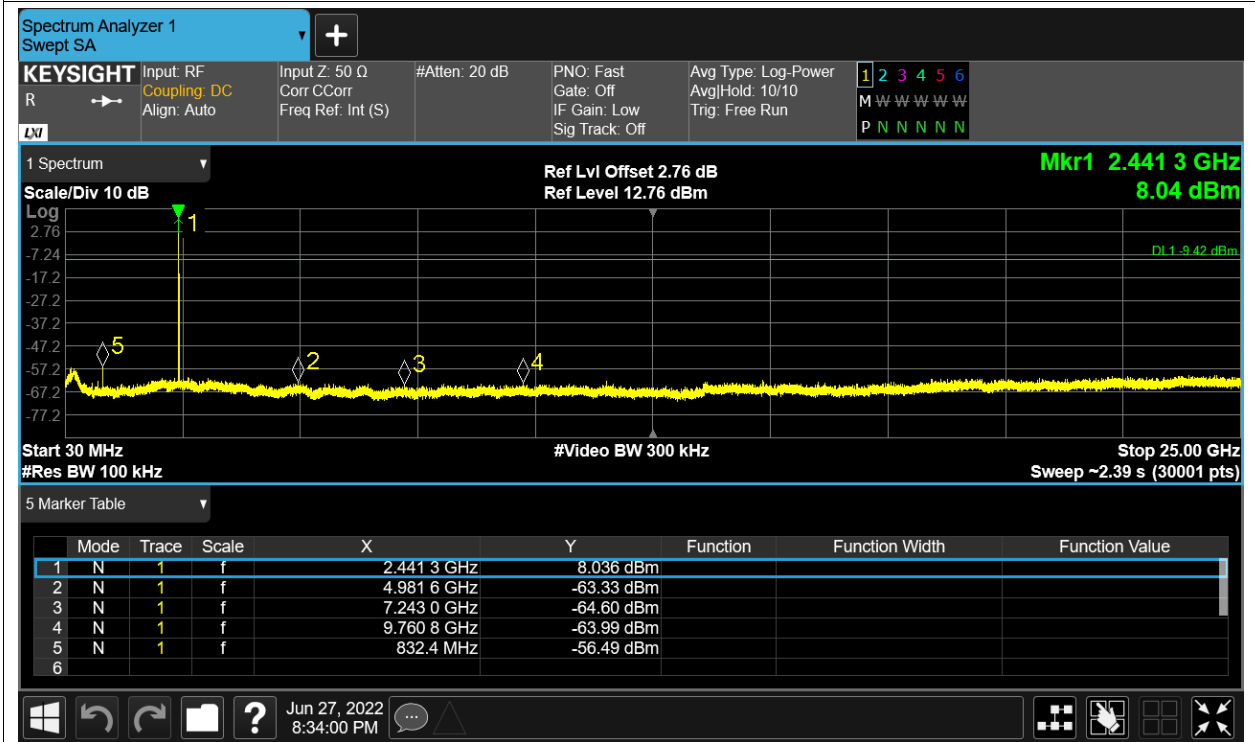 Spectrum Analyzer 1
Swept SA
+
KEYSIGHT
R
LXI
Input: RF
Coupling: DC
Align: Auto
Input Z: 50 Ω
Corr CCorr
Freq Ref: Int (S)
#Atten: 20 dB
PNO: Fast
Gate: Off
IF Gain: Low
Sig Track: Off
Avg Type: Log-Power
Avg|Hold: 10/10
Trig: Free Run
1 2 3 4 5 6
M W W W W W
P N N N N N
1 Spectrum
Scale/Div 10 dB
Ref Lvl Offset 2.76 dB
Ref Level 12.76 dBm
Mkr1 2.441 3 GHz
8.04 dBm
Log
2.76
-7.24
-17.2
-27.2
-37.2
-47.2
-57.2
-67.2
-77.2
1
DL1 -9.42 dBm
5
2
3
4
Start 30 MHz
#Video BW 300 kHz
Stop 25.00 GHz
#Res BW 100 kHz
Sweep ~2.39 s (30001 pts)
5 Marker Table
Mode Trace Scale X Y Function Function Width Function Value
1 N 1 f 2.441 3 GHz 8.036 dBm
2 N 1 f 4.981 6 GHz -63.33 dBm
3 N 1 f 7.243 0 GHz -64.60 dBm
4 N 1 f 9.760 8 GHz -63.99 dBm
5 N 1 f 832.4 MHz -56.49 dBm
6
?
Jun 27, 2022
8:34:00 PM